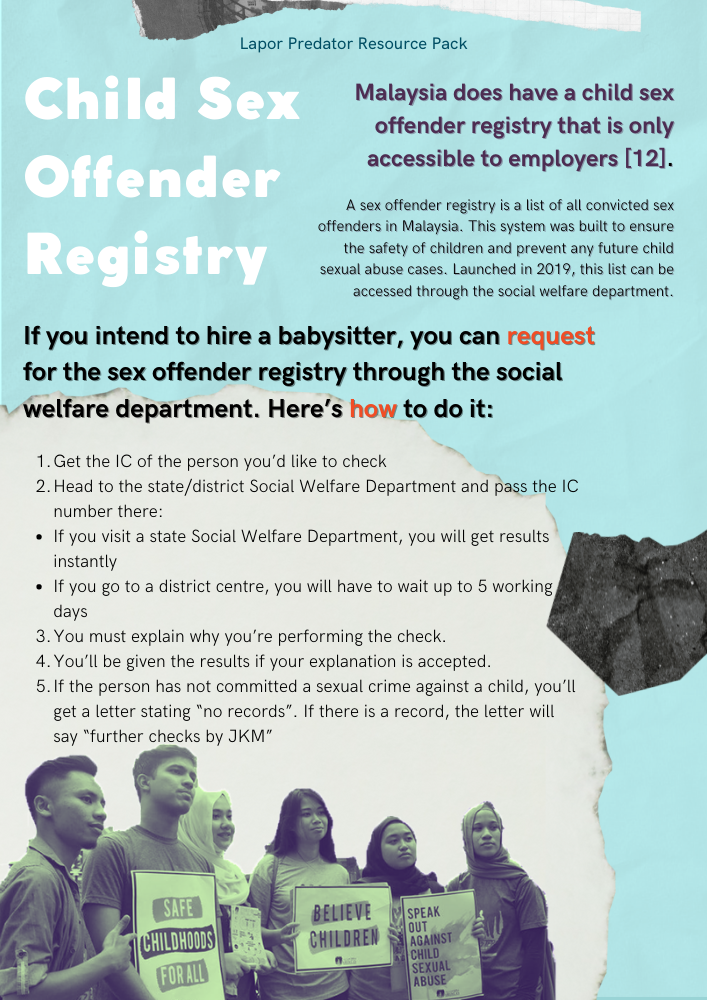 Lapor Predator Resource Pack
Child Sex
Offender
Registry
Malaysia does have a child sex
offender registry that is only
accessible to employers [12].
A sex offender registry is a list of all convicted sex
offenders in Malaysia. This system was built to ensure
the safety of children and prevent any future child
sexual abuse cases. Launched in 2019, this list can be
accessed through the social welfare department.
If you intend to hire a babysitter, you can request
for the sex offender registry through the social
welfare department. Here's how to do it:
1. Get the IC of the person you'd like to check
2. Head to the state/district Social Welfare Department and pass the IC
number there:
• If you visit a state Social Welfare Department, you will get results
instantly
• If you go to a district centre, you will have to wait up to 5 working
days
3. You must explain why you're performing the check.
4. You'll be given the results if your explanation is accepted.
5. If the person has not committed a sexual crime against a child, you'll
get a letter stating “no records”. If there is a record, the letter will
say “further checks by JKM”
SAFE
CHILDHOODS
FOR ALL
BELIEVE
CHILDREN
SPEAK
OUT
AGAINST
CHILD
SEXUAL
ABUSE